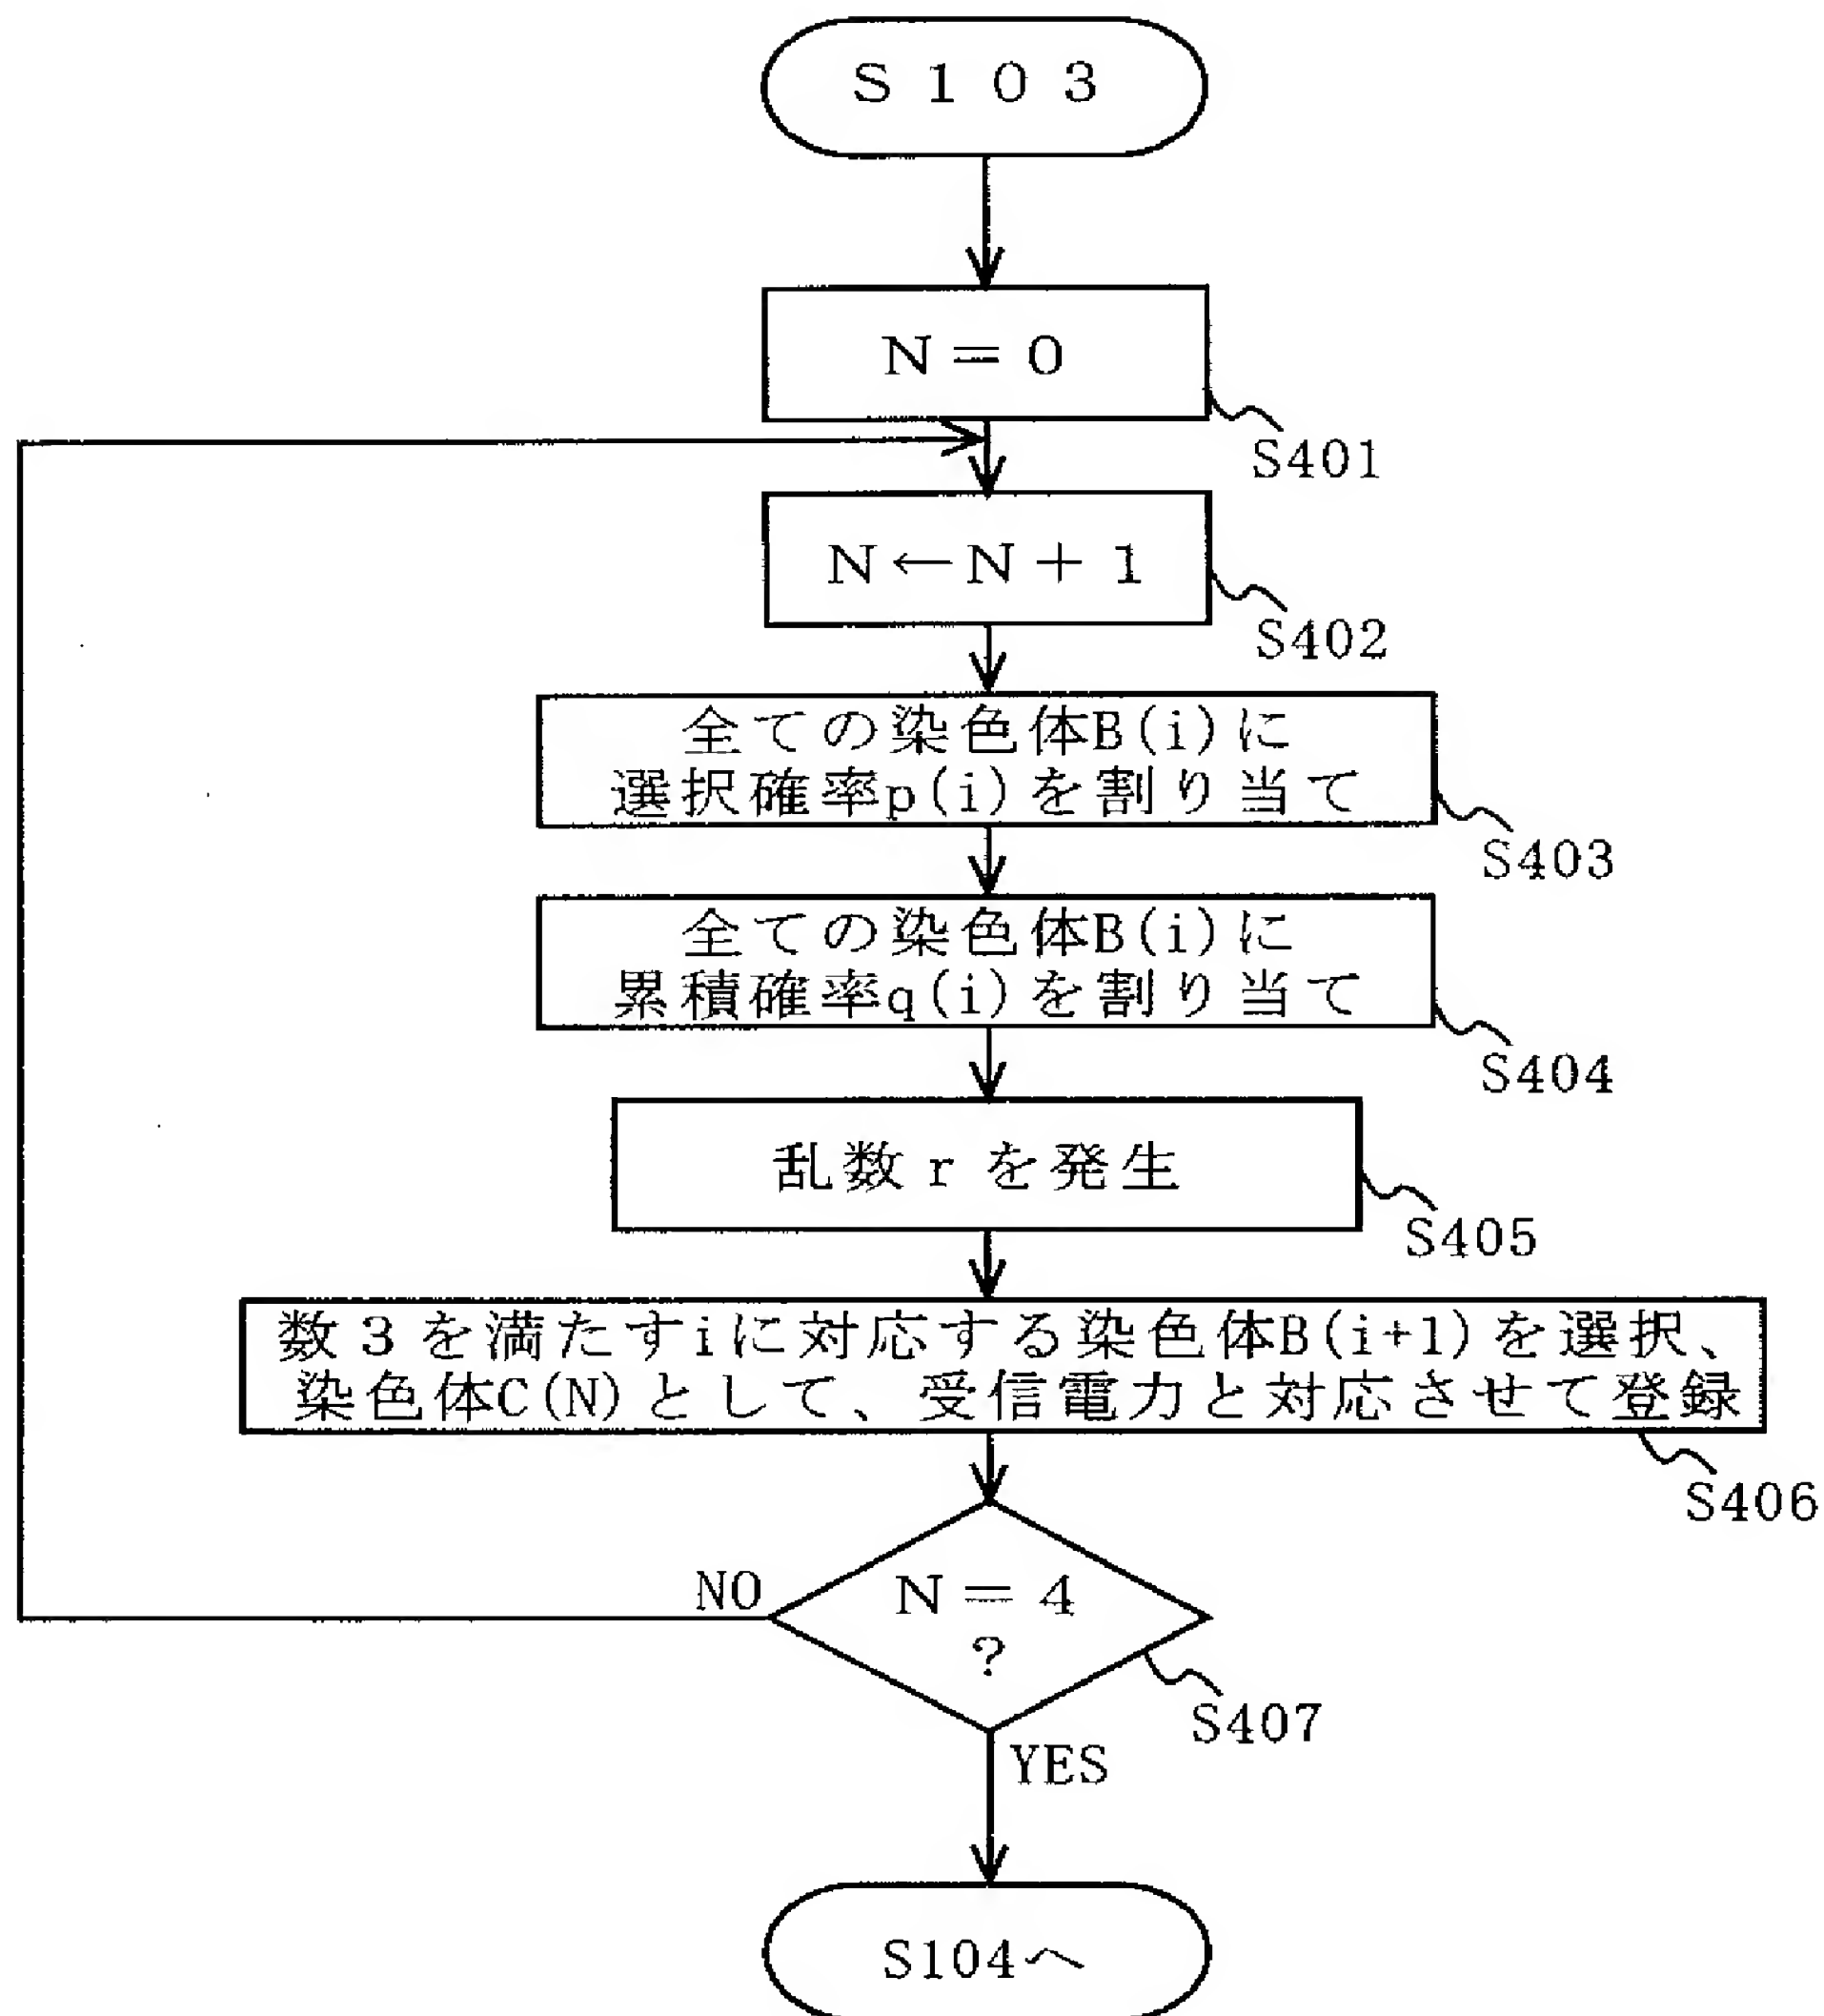 S103
N=0
S401
N←N+1
S402
全ての染色体B(i)に
選択確率p(i)を割り当て
S403
全ての染色体B(i)に
累積確率q(i)を割り当て
S404
乱数rを発生
S405
数3を満たすiに対応する染色体B(i+1)を選択、
染色体C(N)として、受信電力と対応させて登録
S406
NO
N=4
?
S407
YES
S104へ